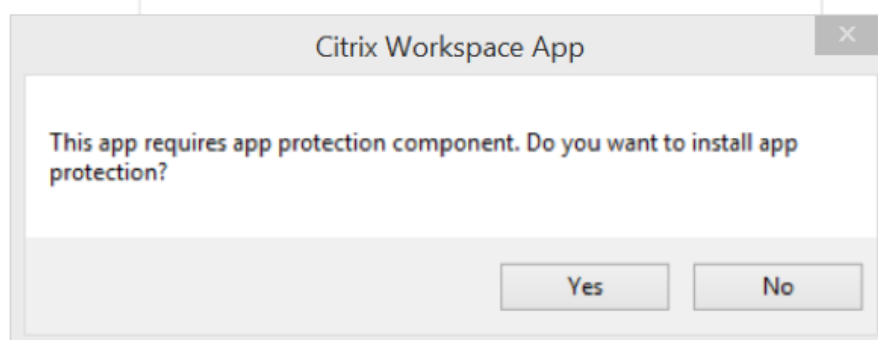 Citrix Workspace App
This app requires app protection component. Do you want to install app
protection?
Yes
No